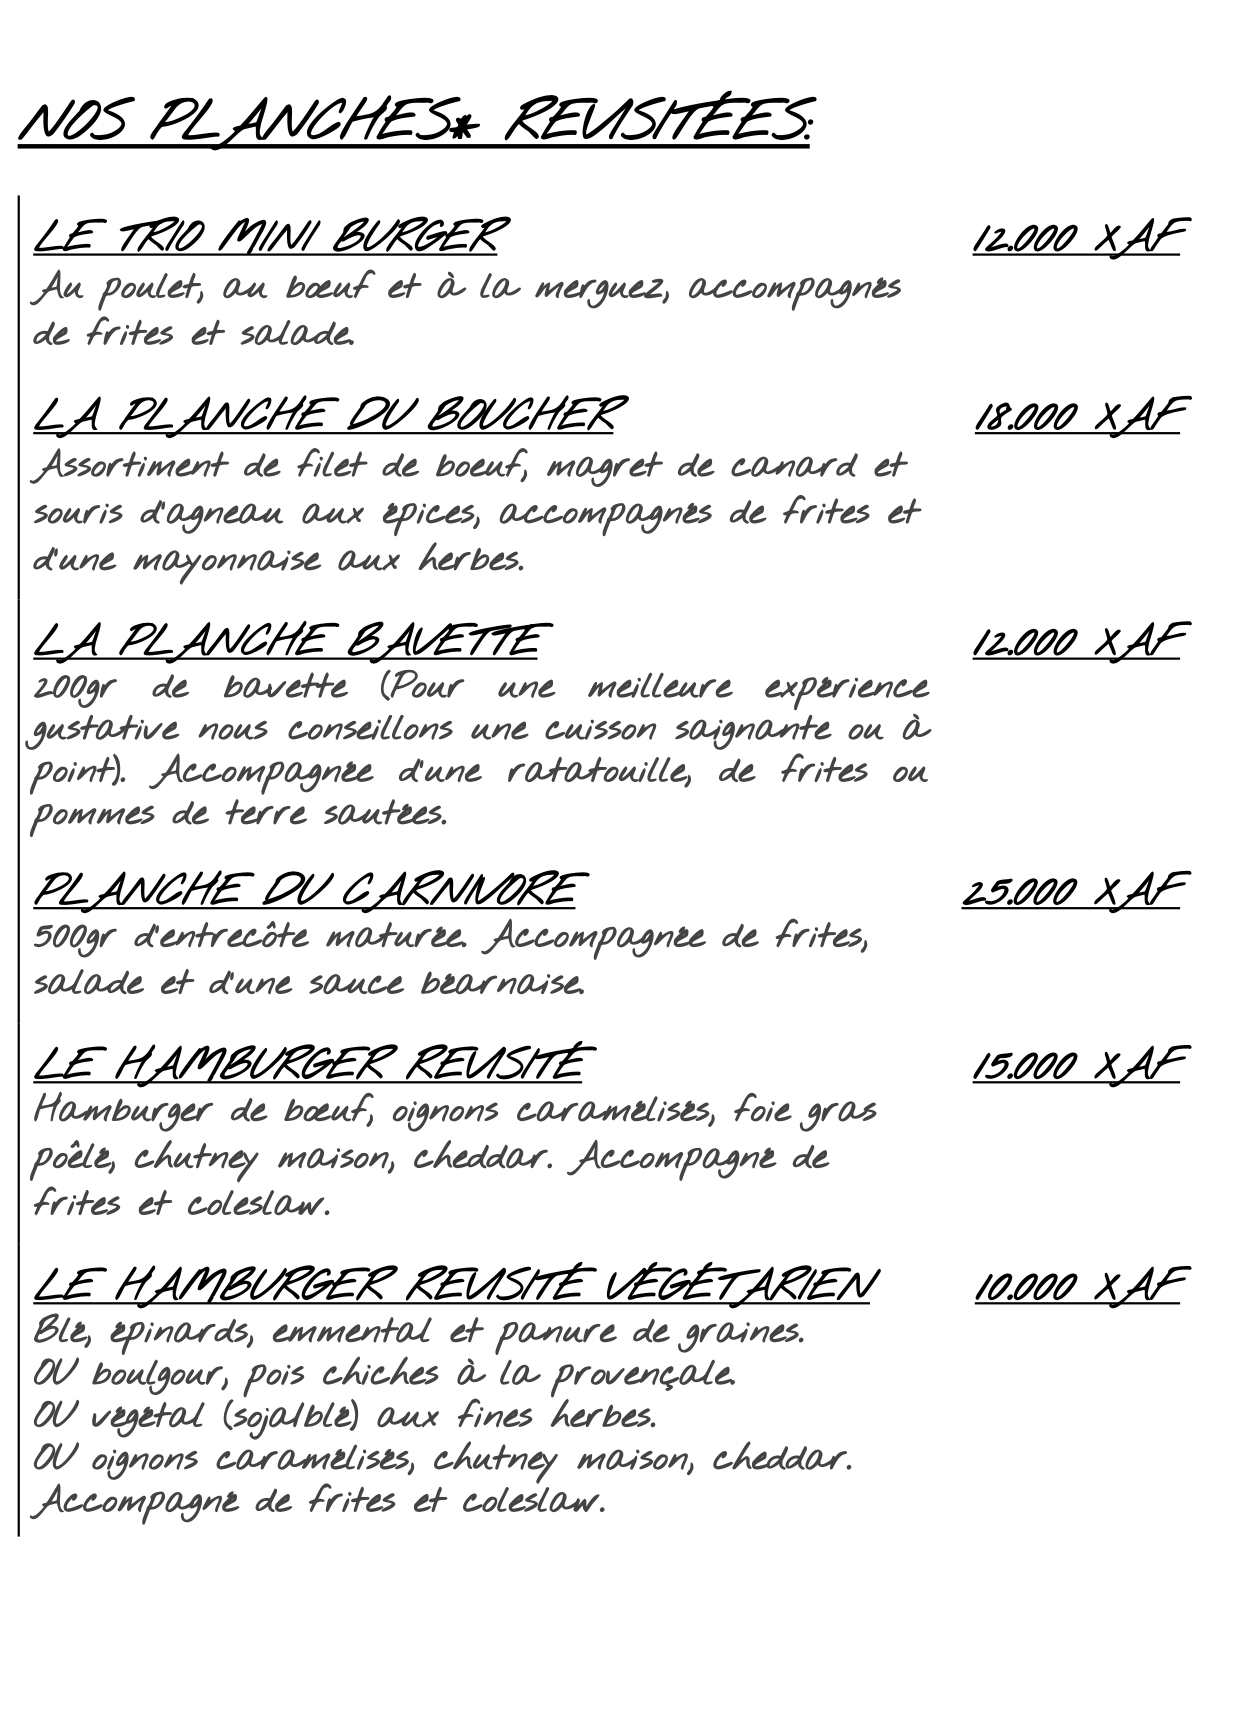 NOS PLANCHES* REVISITÉES:
LE TRIO MINI BURGER 12.000 XAF
Au poulet, au bœuf et à la merguez, accompagnés
de frites et salade.
LA PLANCHE DU BOUCHER 18.000 XAF
Assortiment de filet de boeuf, magret de canard et
souris d'agneau aux épices, accompagnés de frites et
d'une mayonnaise aux herbes.
LA PLANCHE BAVETTE 12.000 XAF
200gr de bavette (Pour une meilleure expérience
gustative nous conseillons une cuisson saignante ou à
point). Accompagnée d'une ratatouille, de frites ou
pommes de terre sautées.
PLANCHE DU CARNIVORE 25.000 XAF
500gr d'entrecôte maturée. Accompagnée de frites,
salade et d'une sauce béarnaise.
LE HAMBURGER REVISITÉ 15.000 XAF
Hamburger de bœuf, oignons caramélisés, foie gras
poêlé, chutney maison, cheddar. Accompagné de
frites et coleslaw.
LE HAMBURGER REVISITÉ VÉGÉTARIEN 10.000 XAF
Blé, épinards, emmental et panure de graines.
OU boulgour, pois chiches à la provençale.
OU végétal (soja/blé) aux fines herbes.
OU oignons caramélisés, chutney maison, cheddar.
Accompagné de frites et coleslaw.